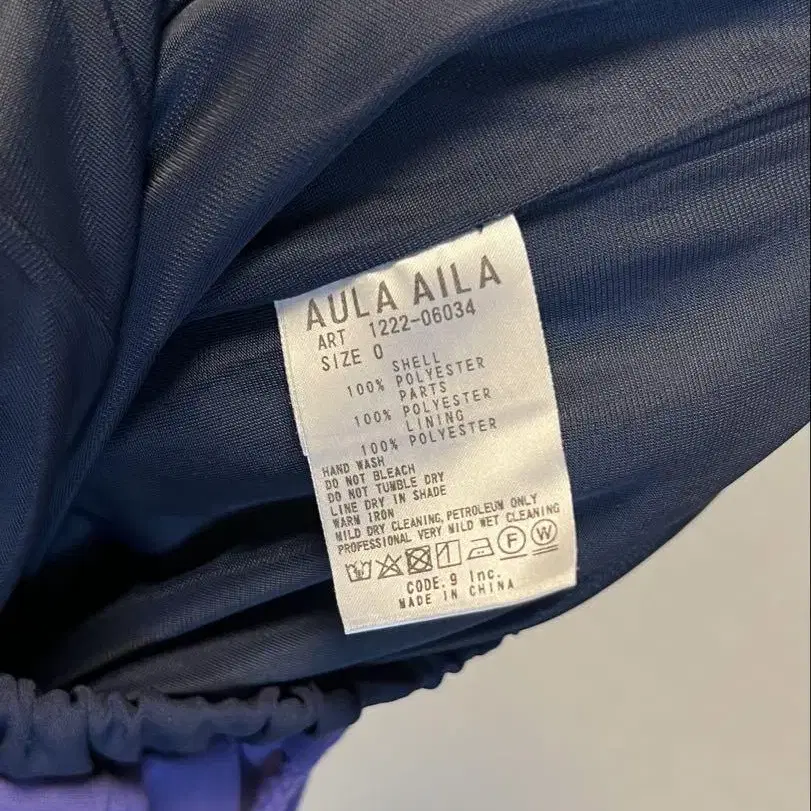 AULA AILA
ART 1222-06034
SIZE 0
SHELL
100% POLYESTER
PARTS
100% POLYESTER
LINING
100% POLYESTER
HAND WASH
DO NOT BLEACH
DO NOT TUMBLE DRY
LINE DRY IN SHADE
WARM IRON
MILD DRY CLEANING, PETROLEUM ONLY
PROFESSIONAL VERY MILD WET CLEANING
F W
CODE.9 Inc.
MADE IN CHINA